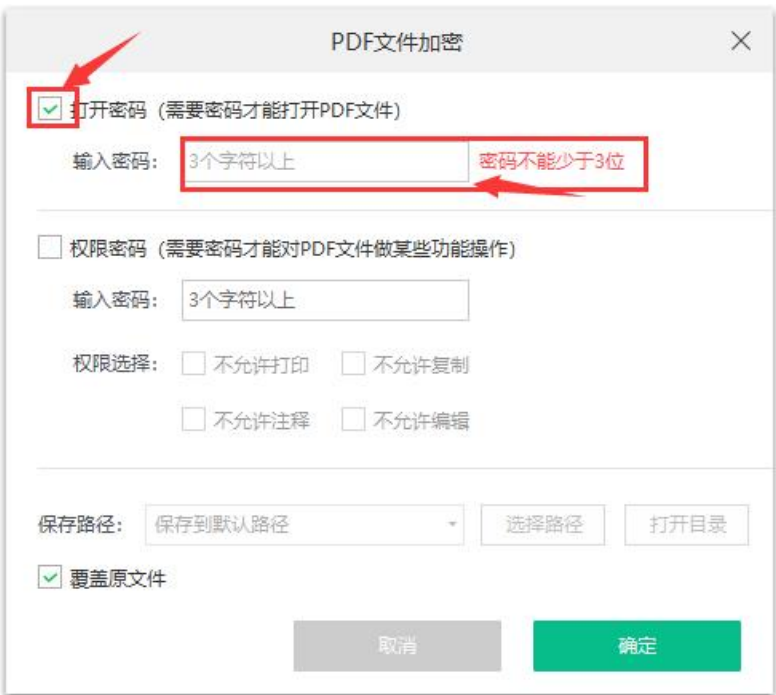 PDF文件加密
打开密码（需要密码才能打开PDF文件）
输入密码： 3个字符以上 密码不能少于3位
权限密码（需要密码才能对PDF文件做某些功能操作）
输入密码： 3个字符以上
权限选择： 不允许打印 不允许复制
不允许注释 不允许编辑
保存路径： 保存到默认路径 选择路径 打开目录
覆盖原文件
取消 确定